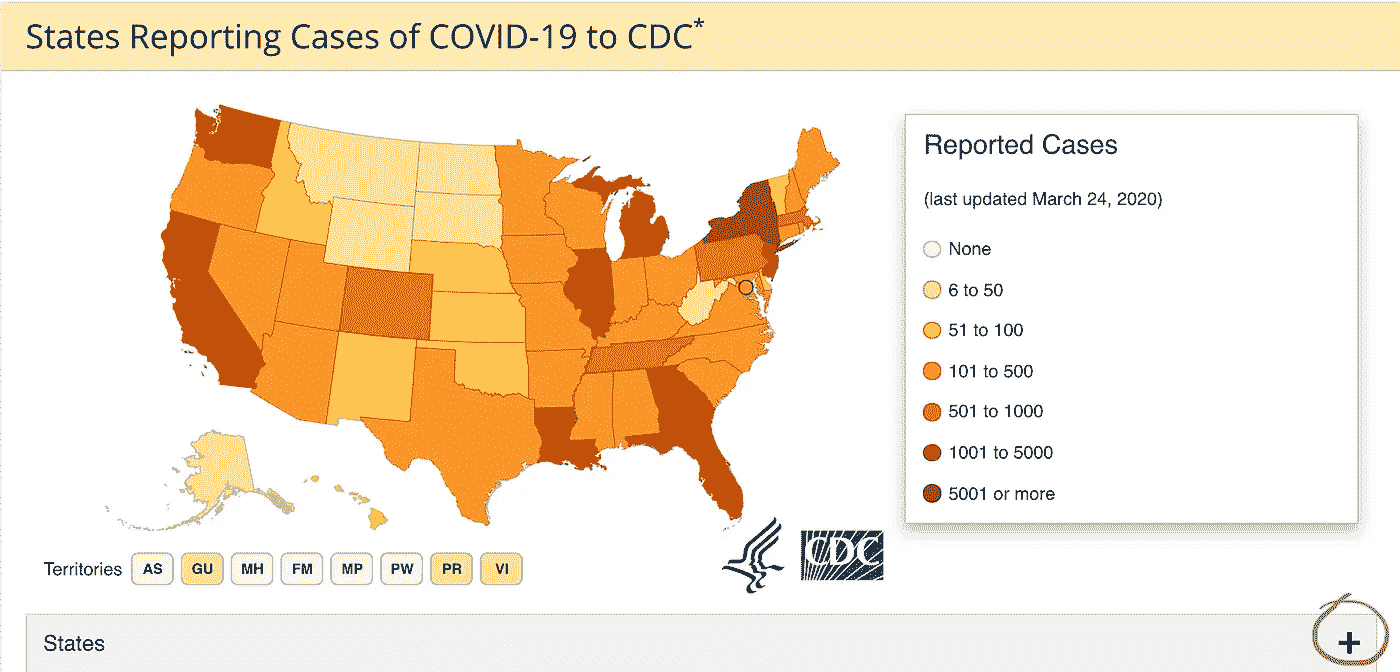 States Reporting Cases of COVID-19 to CDC*
Reported Cases
(last updated March 24, 2020)
None
6 to 50
51 to 100
101 to 500
501 to 1000
1001 to 5000
5001 or more
CDC
Territories AS GU MH FM MP PW PR VI
States +